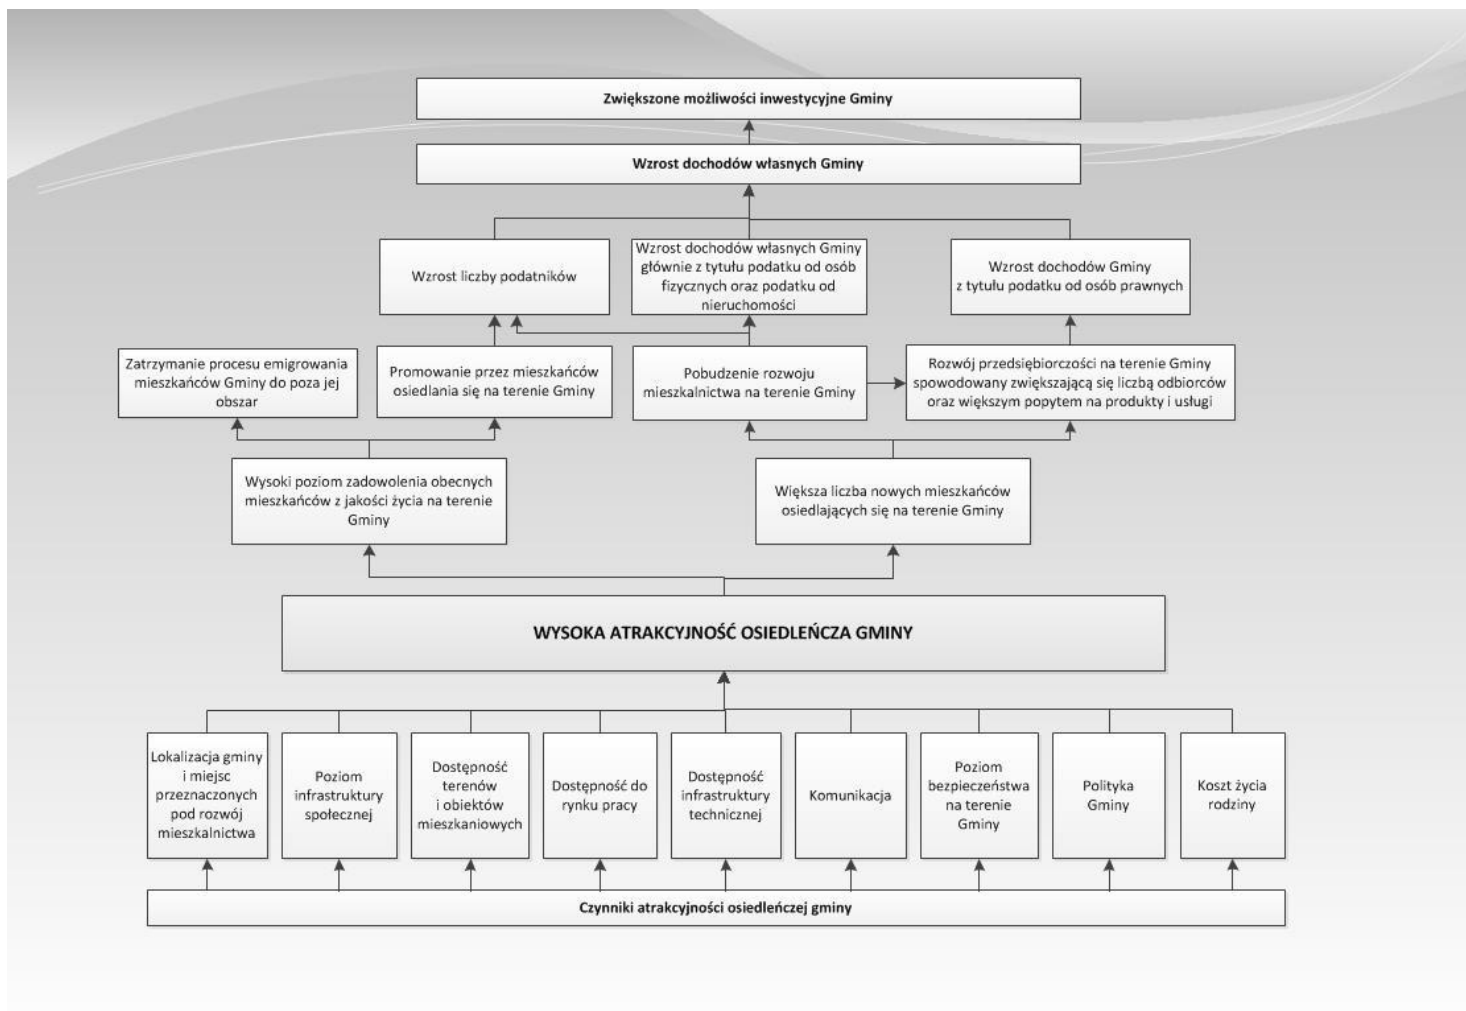 Zwiększone możliwości inwestycyjne Gminy
Wzrost dochodów własnych Gminy
Wzrost liczby podatników
Wzrost dochodów własnych Gminy
głównie z tytułu podatku od osób
fizycznych oraz podatku od
nieruchomości
Wzrost dochodów Gminy
z tytułu podatku od osób prawnych
Zatrzymanie procesu emigrowania
mieszkańców Gminy do poza jej
obszar
Promowanie przez mieszkańców
osiedlania się na terenie Gminy
Pobudzenie rozwoju
mieszkalnictwa na terenie Gminy
Rozwój przedsiębiorczości na terenie Gminy
spowodowany zwiększającą się liczbą odbiorców
oraz większym popytem na produkty i usługi
Wysoki poziom zadowolenia obecnych
mieszkańców z jakości życia na terenie
Gminy
Większa liczba nowych mieszkańców
osiedlających się na terenie Gminy
WYSOKA ATRAKCYJNOŚĆ OSIEDLEŃCZA GMINY
Lokalizacja gminy
i miejsc
przeznaczonych
pod rozwój
mieszkalnictwa
Poziom
infrastruktury
społecznej
Dostępność
terenów
i obiektów
mieszkaniowych
Dostępność do
rynku pracy
Dostępność
infrastruktury
technicznej
Komunikacja
Poziom
bezpieczeństwa
na terenie
Gminy
Polityka
Gminy
Koszt życia
rodziny
Czynniki atrakcyjności osiedleńczej gminy